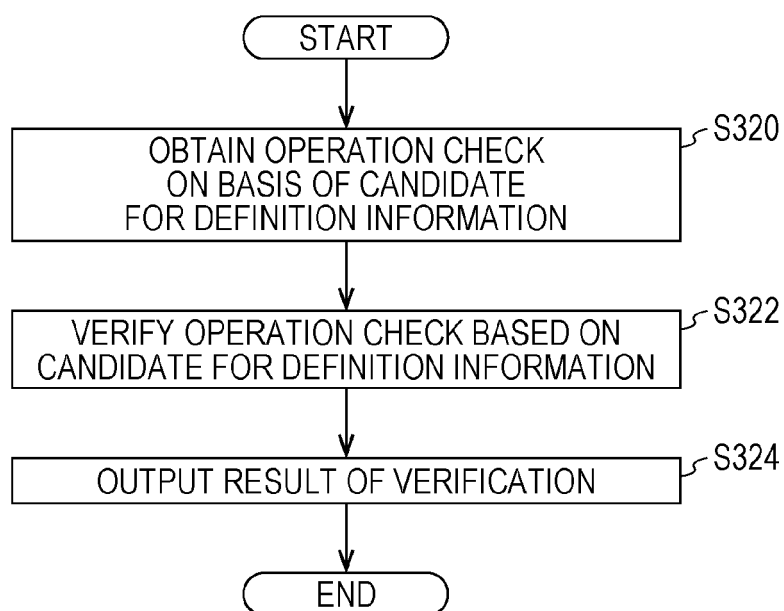 START
OBTAIN OPERATION CHECK
ON BASIS OF CANDIDATE
FOR DEFINITION INFORMATION
S320
VERIFY OPERATION CHECK BASED ON
CANDIDATE FOR DEFINITION INFORMATION
S322
OUTPUT RESULT OF VERIFICATION
S324
END